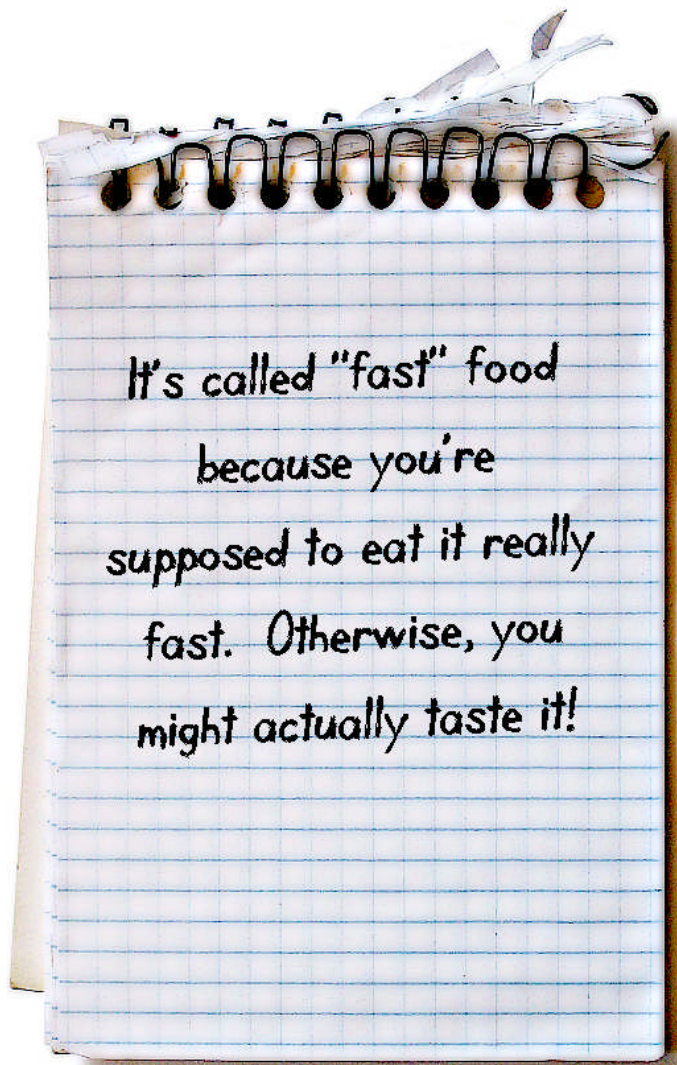 It's called "fast" food
because you're
supposed to eat it really
fast. Otherwise, you
might actually taste it!